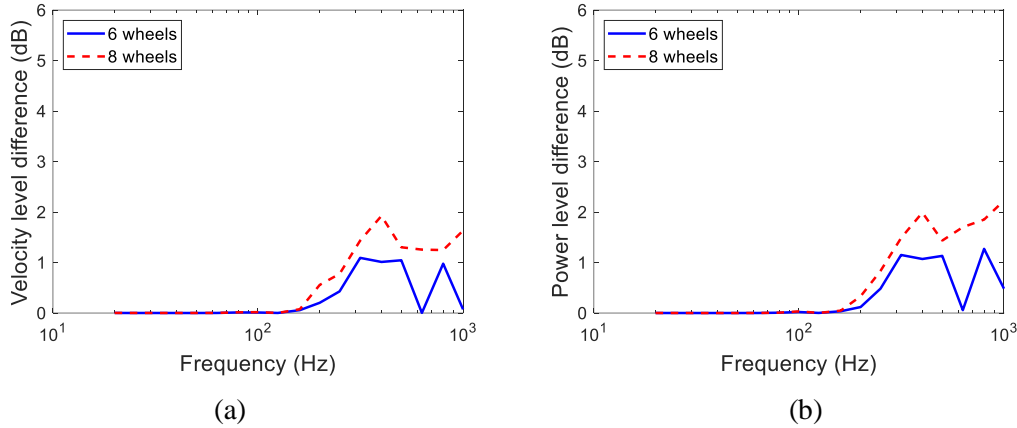 6 wheels
8 wheels
Velocity level difference (dB)
6
5
4
3
2
1
0
10^1
10^2
10^3
Frequency (Hz)
(a)
6 wheels
8 wheels
Power level difference (dB)
6
5
4
3
2
1
0
10^1
10^2
10^3
Frequency (Hz)
(b)